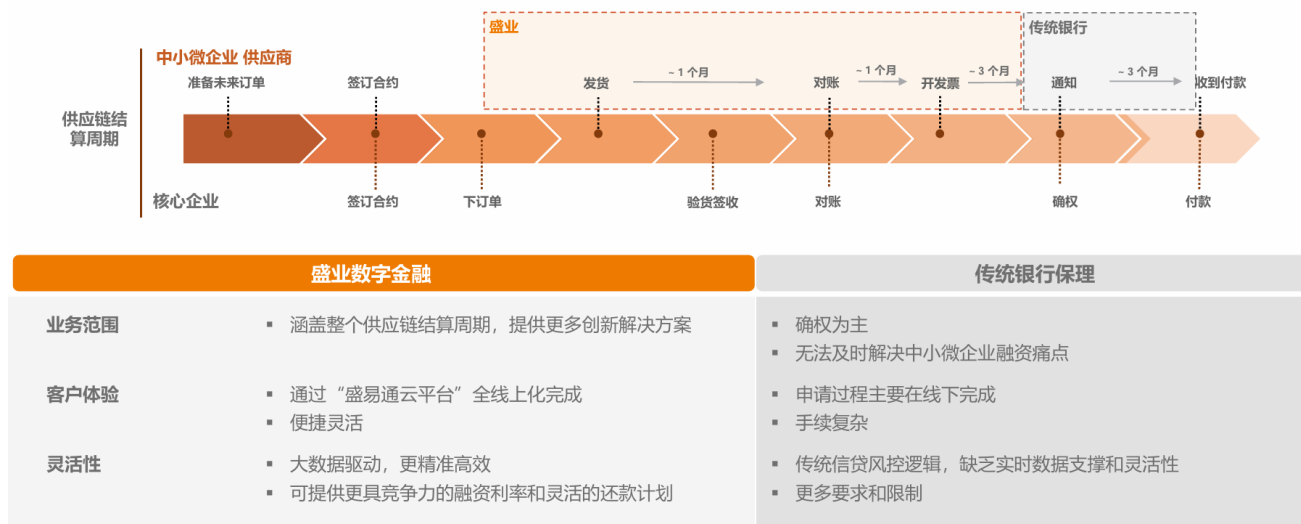 盛业
传统银行
中小微企业 供应商
准备未来订单
签订合约
发货
~ 1 个月
对账
~ 1 个月
开发票
~ 3 个月
通知
~ 3 个月
收到付款
供应链结
算周期
核心企业
签订合约
下订单
验货签收
对账
确权
付款
盛业数字金融
传统银行保理
业务范围
▪ 涵盖整个供应链结算周期，提供更多创新解决方案
▪ 确权为主
▪ 无法及时解决中小微企业融资痛点
客户体验
▪ 通过“盛易通云平台”全线上化完成
▪ 便捷灵活
▪ 申请过程主要在线下完成
▪ 手续复杂
灵活性
▪ 大数据驱动，更精准高效
▪ 可提供更具竞争力的融资利率和灵活的还款计划
▪ 传统信贷风控逻辑，缺乏实时数据支撑和灵活性
▪ 更多要求和限制